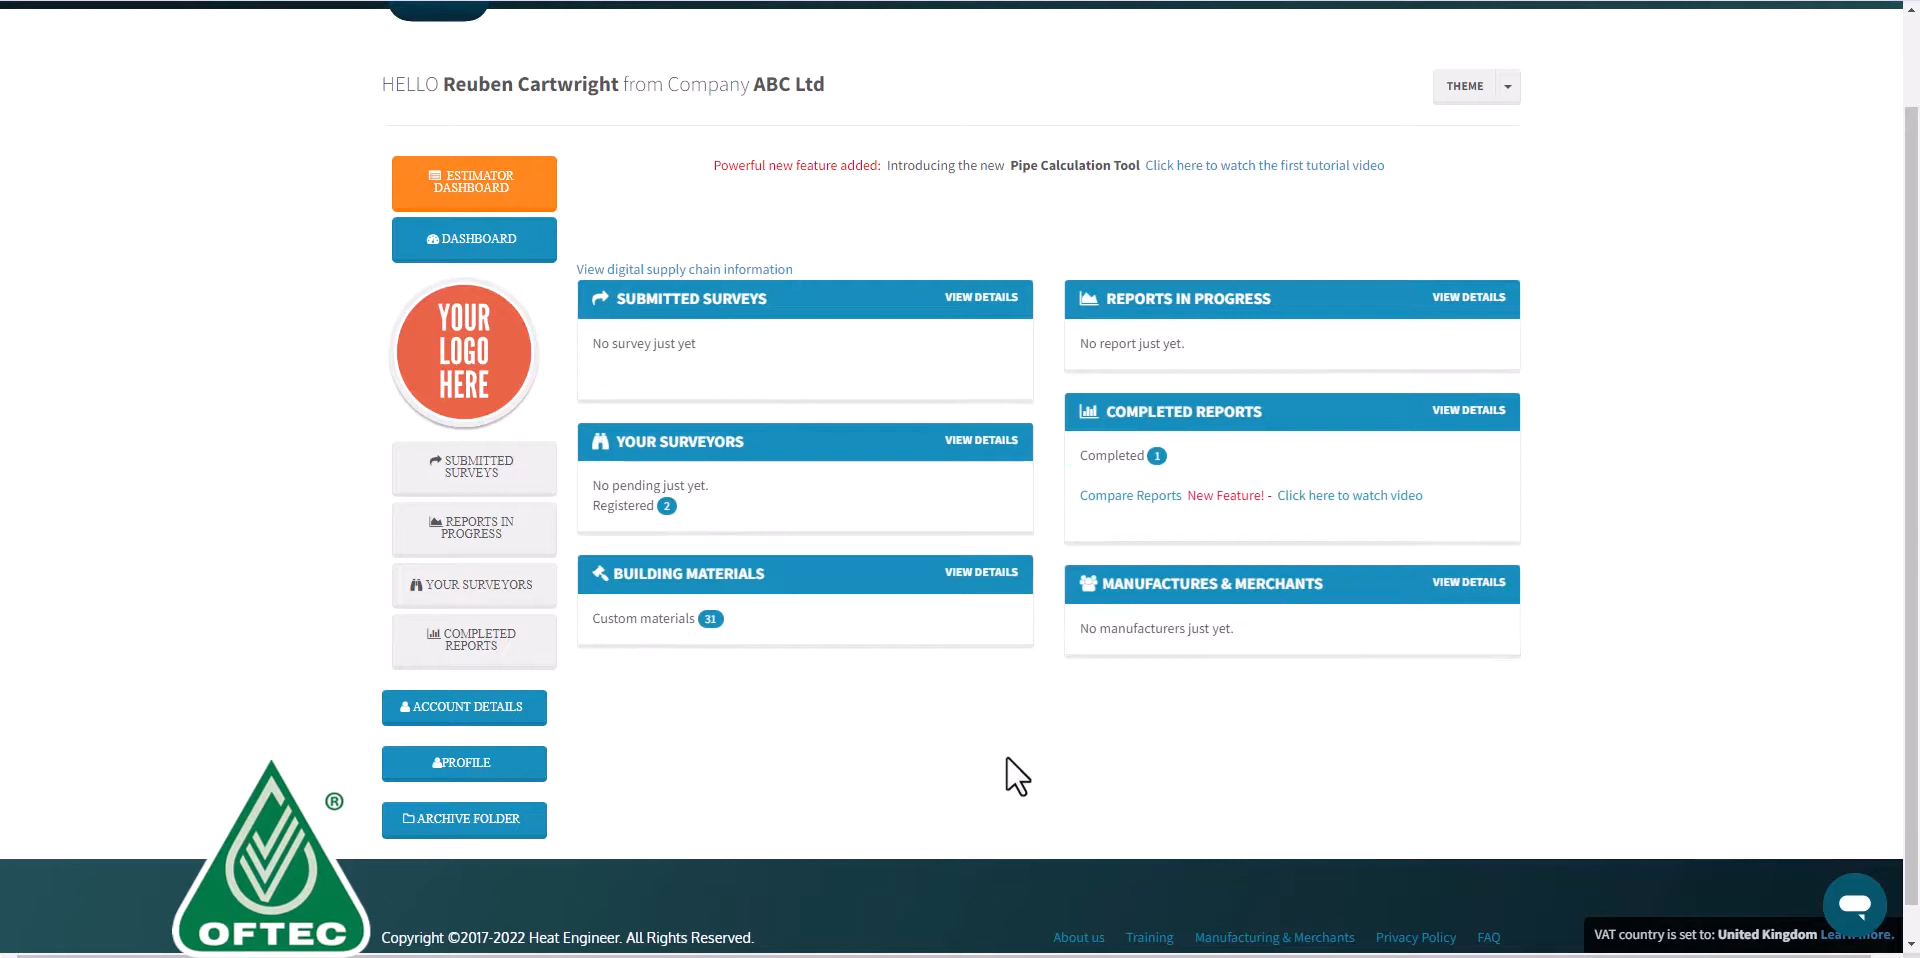 HELLO Reuben Cartwright from Company ABC Ltd
THEME
ESTIMATOR
DASHBOARD
Powerful new feature added: Introducing the new Pipe Calculation Tool Click here to watch the first tutorial video
DASHBOARD
View digital supply chain information
YOUR
LOGO
HERE
SUBMITTED SURVEYS VIEW DETAILS
No survey just yet
REPORTS IN PROGRESS VIEW DETAILS
No report just yet.
YOUR SURVEYORS VIEW DETAILS
No pending just yet.
Registered 2
COMPLETED REPORTS VIEW DETAILS
Completed 1
Compare Reports New Feature! - Click here to watch video
BUILDING MATERIALS VIEW DETAILS
Custom materials 31
MANUFACTURES & MERCHANTS VIEW DETAILS
No manufacturers just yet.
SUBMITTED
SURVEYS
REPORTS IN
PROGRESS
YOUR SURVEYORS
COMPLETED
REPORTS
ACCOUNT DETAILS
PROFILE
ARCHIVE FOLDER
®
OFTEC
Copyright ©2017-2022 Heat Engineer. All Rights Reserved.
About us Training Manufacturing & Merchants Privacy Policy FAQ
VAT country is set to: United Kingdom Learn more.